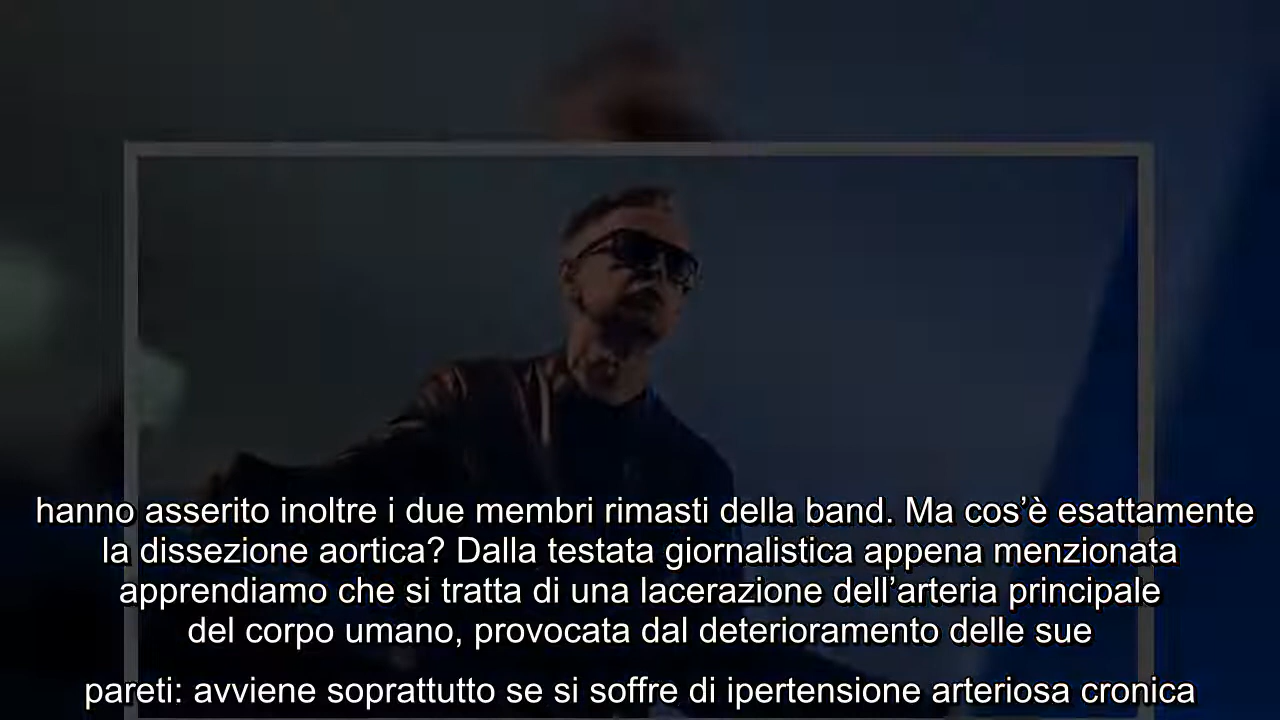 hanno asserito inoltre i due membri rimasti della band. Ma cos’è esattamente
la dissezione aortica? Dalla testata giornalistica appena menzionata
apprendiamo che si tratta di una lacerazione dell’arteria principale
del corpo umano, provocata dal deterioramento delle sue
pareti: avviene soprattutto se si soffre di ipertensione arteriosa cronica